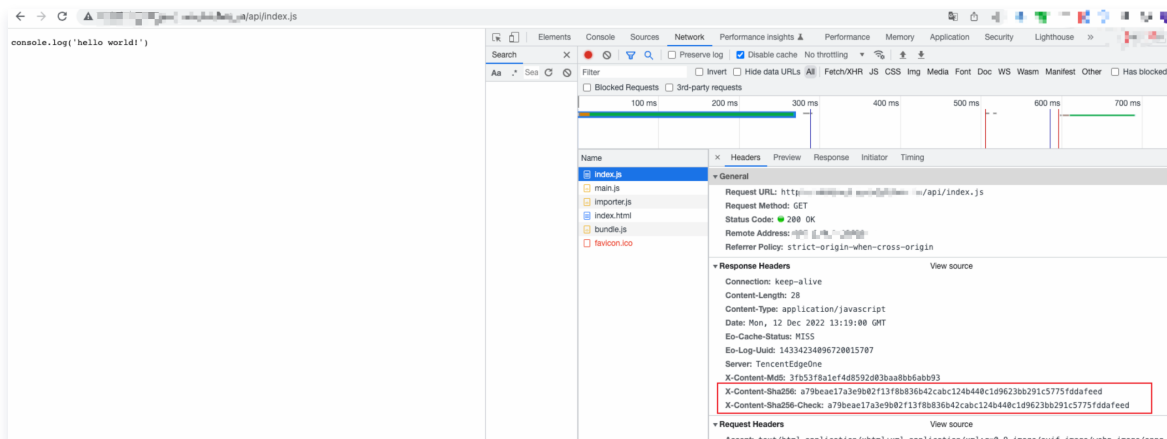 /api/index.js
console.log('hello world!')
Elements Console Sources Network Performance insights Performance Memory Application Security Lighthouse »
Search × Preserve log Disable cache No throttling
Aa .* Sea Filter Invert Hide data URLs All Fetch/XHR JS CSS Img Media Font Doc WS Wasm Manifest Other Has blocked
Blocked Requests 3rd-party requests
100 ms 200 ms 300 ms 400 ms 500 ms 600 ms 700 ms
Name × Headers Preview Response Initiator Timing
index.js
main.js
importer.js
index.html
bundle.js
favicon.ico
General
Request URL: http /api/index.js
Request Method: GET
Status Code: 200 OK
Remote Address:
Referrer Policy: strict-origin-when-cross-origin
Response Headers View source
Connection: keep-alive
Content-Length: 28
Content-Type: application/javascript
Date: Mon, 12 Dec 2022 13:19:00 GMT
Eo-Cache-Status: MISS
Eo-Log-Uuid: 14334234096720015707
Server: TencentEdgeOne
X-Content-Md5: 3fb53f8a1ef4d8592d03baa8bb6abb93
X-Content-Sha256: a79beae17a3e9b02f13f8b836b42cabc124b440c1d9623bb291c5775fddafeed
X-Content-Sha256-Check: a79beae17a3e9b02f13f8b836b42cabc124b440c1d9623bb291c5775fddafeed
Request Headers View source